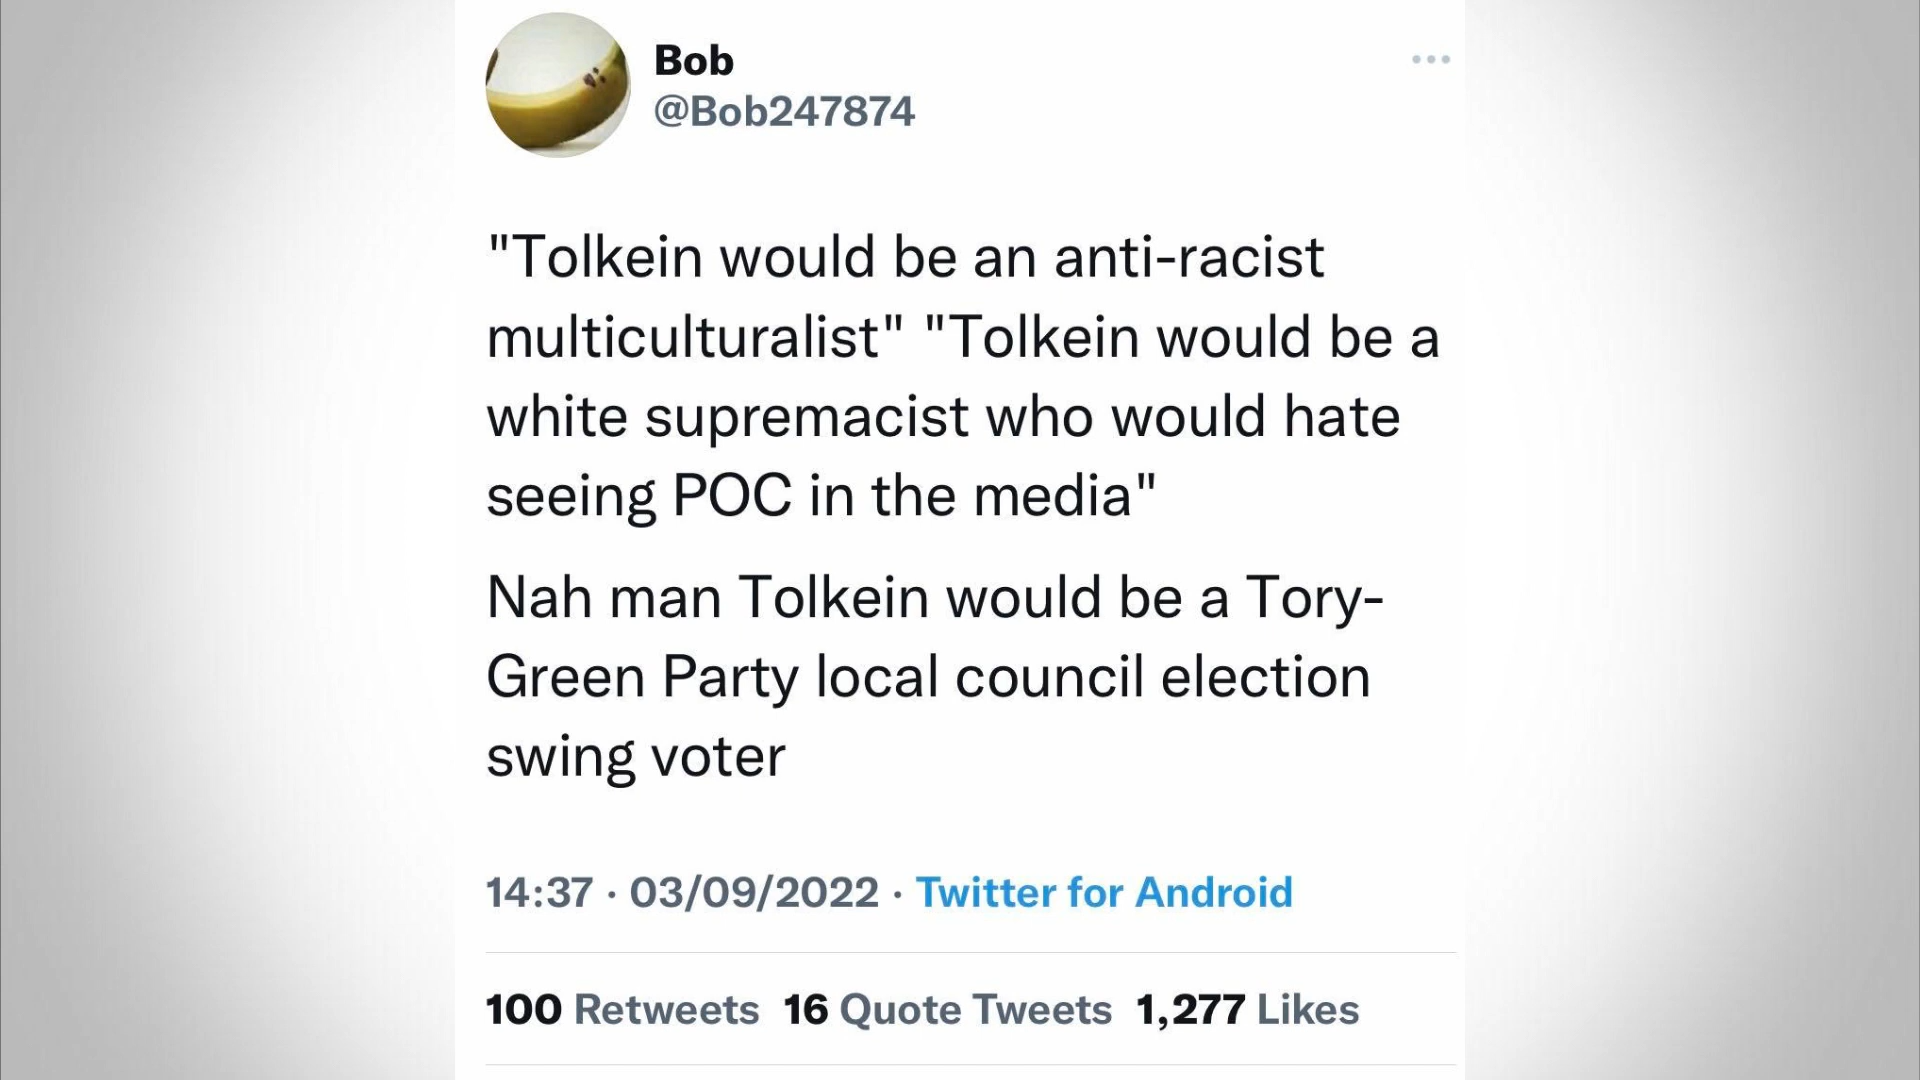 Bob
@Bob247874
"Tolkein would be an anti-racist
multiculturalist" "Tolkein would be a
white supremacist who would hate
seeing POC in the media"
Nah man Tolkein would be a Tory-
Green Party local council election
swing voter
14:37 · 03/09/2022 · Twitter for Android
100 Retweets 16 Quote Tweets 1,277 Likes